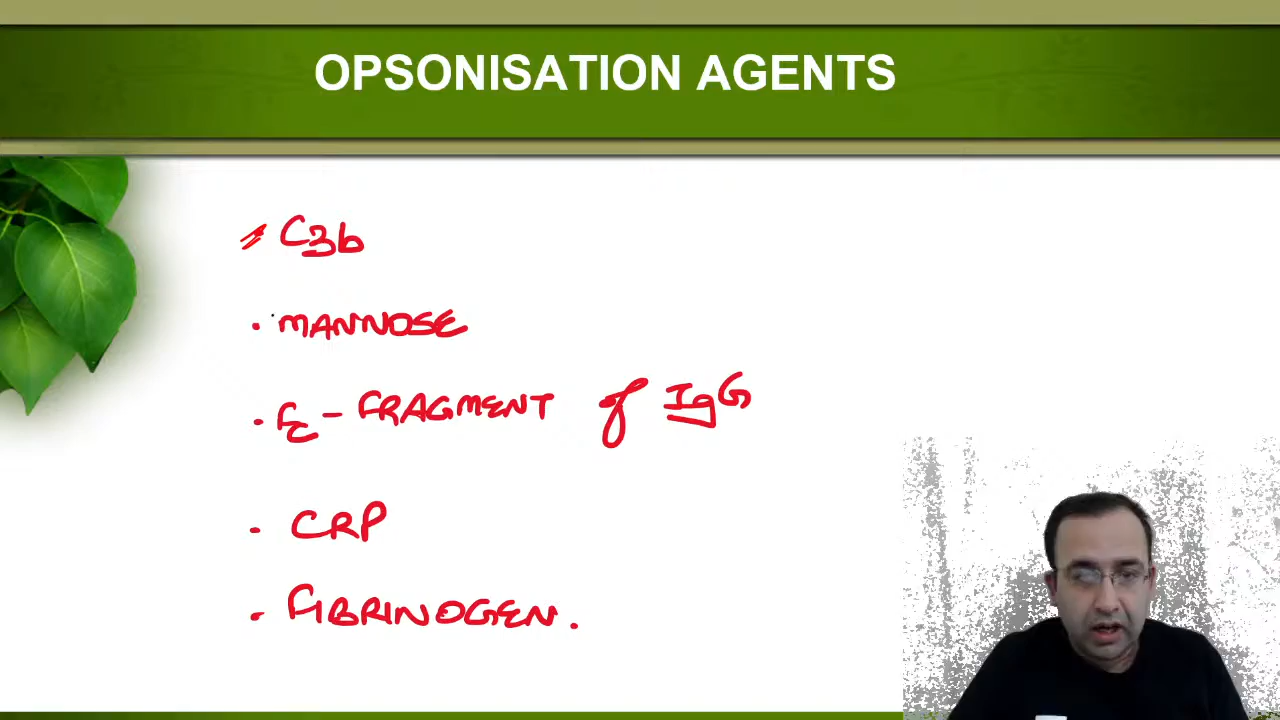 OPSONISATION AGENTS
C3b
• MANNOSE
• Fc - FRAGMENT of IgG
• CRP
• FIBRINOGEN.